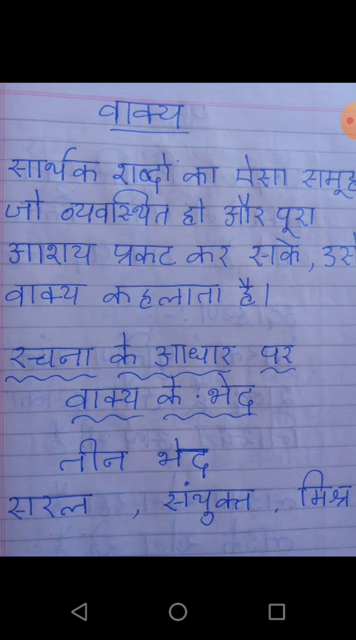 वाक्य
सार्थक शब्दों का ऐसा समूह
जो व्यवस्थित हो और पूरा
आशय प्रकट कर सके, उसे
वाक्य कहलाता है।
रचना के आधार पर
वाक्य के भेद
तीन भेद
सरल, संयुक्त, मिश्र